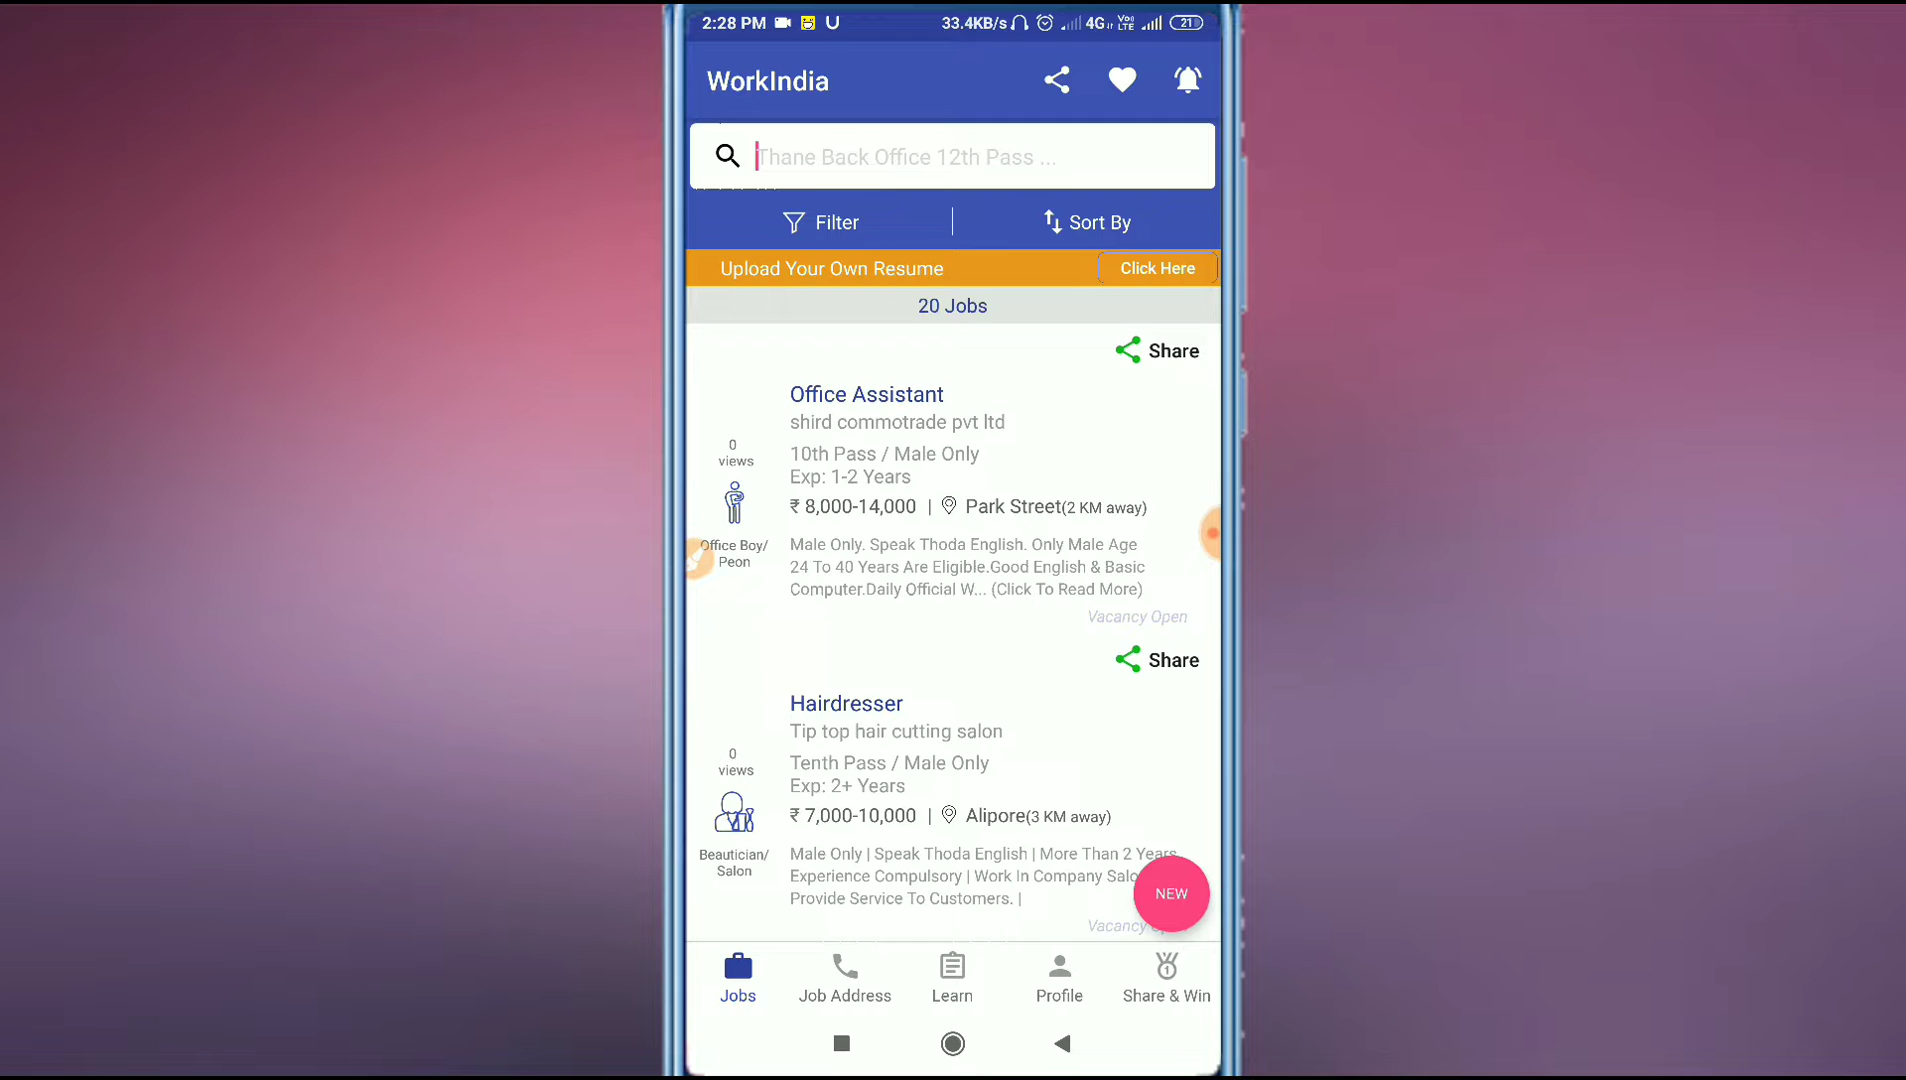 2:28 PM U 33.4KB/s 4G Vo LTE 21
WorkIndia
Thane Back Office 12th Pass ...
Filter
Sort By
Upload Your Own Resume
Click Here
20 Jobs
Share
Office Assistant
shird commotrade pvt ltd
0
views
10th Pass / Male Only
Exp: 1-2 Years
₹ 8,000-14,000 | Park Street(2 KM away)
Office Boy/
Peon
Male Only. Speak Thoda English. Only Male Age
24 To 40 Years Are Eligible.Good English & Basic
Computer.Daily Official W... (Click To Read More)
Vacancy Open
Share
Hairdresser
Tip top hair cutting salon
0
views
Tenth Pass / Male Only
Exp: 2+ Years
₹ 7,000-10,000 | Alipore(3 KM away)
Beautician/
Salon
Male Only | Speak Thoda English | More Than 2 Years
Experience Compulsory | Work In Company Salo
Provide Service To Customers. |
NEW
Vacancy
Jobs
Job Address
Learn
Profile
1
Share & Win